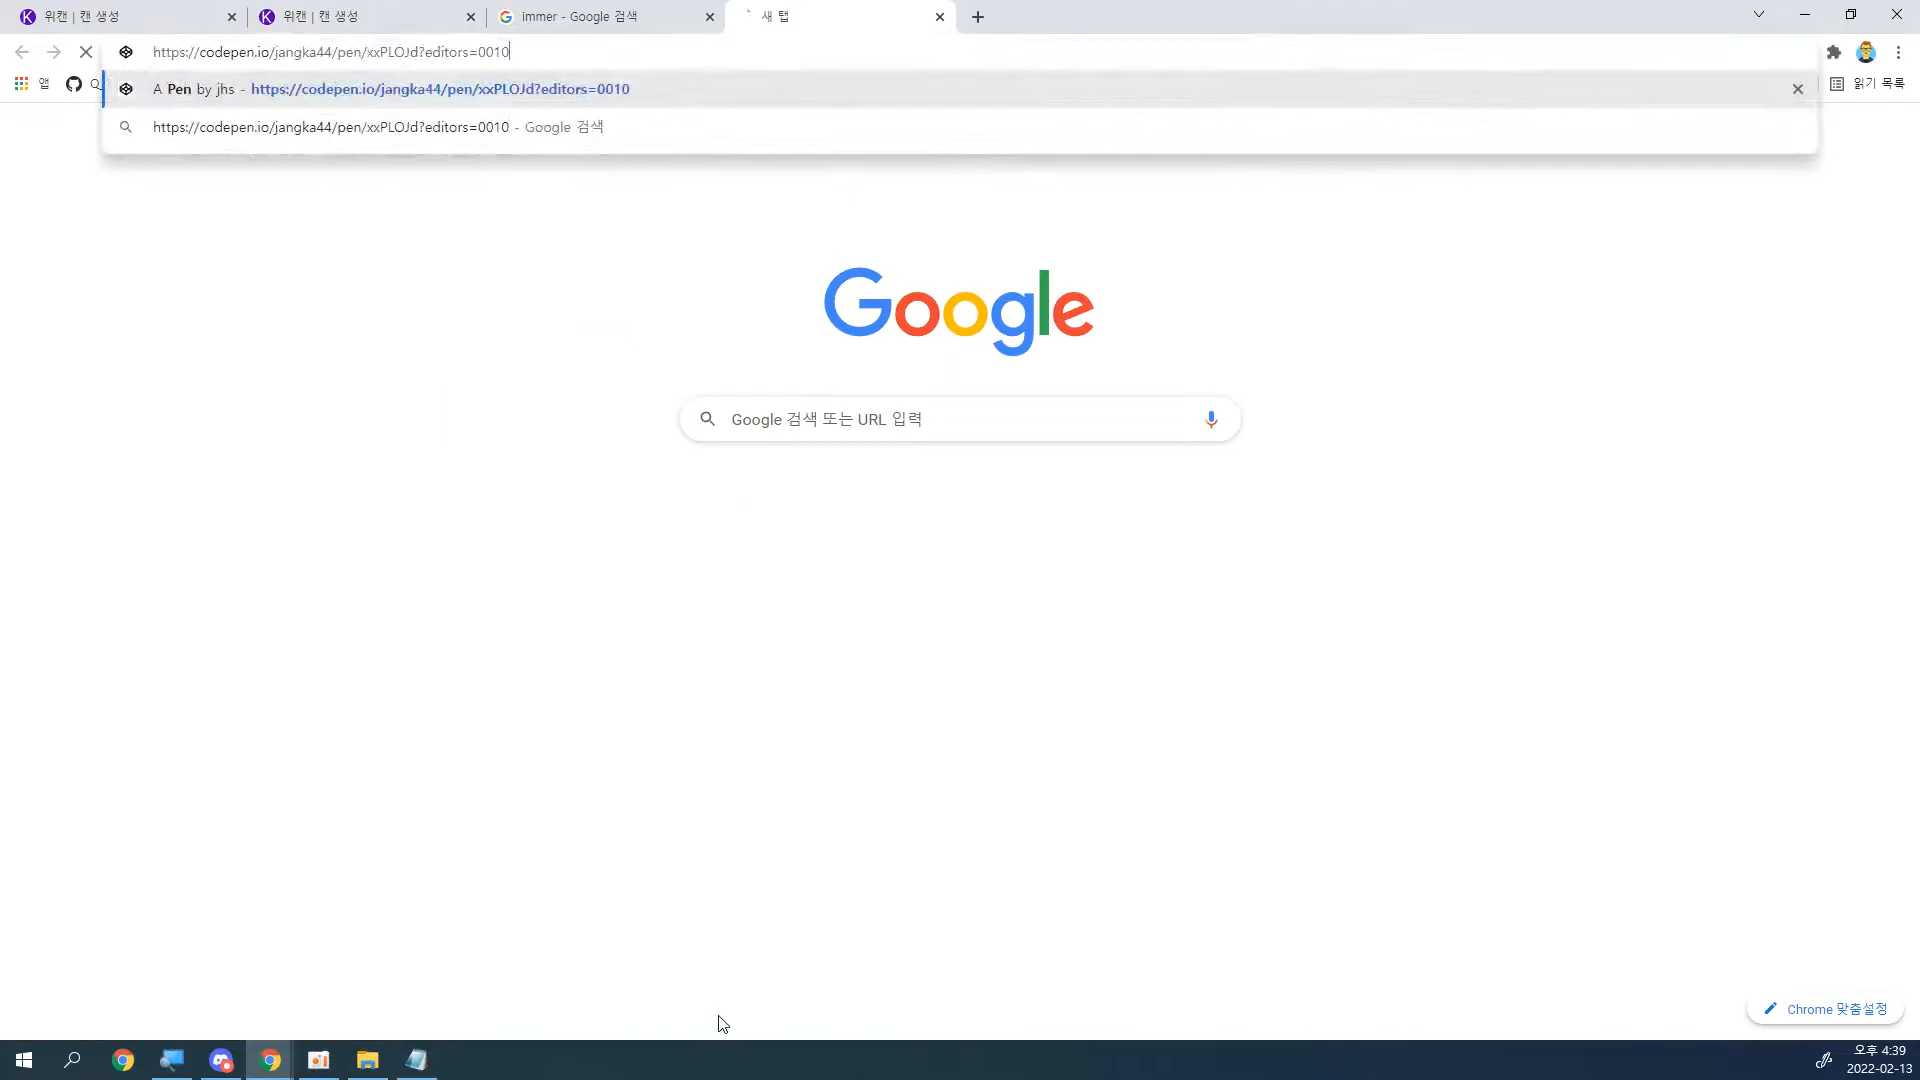 위캔 | 캔 생성
위캔 | 캔 생성
immer - Google 검색
새 탭
https://codepen.io/jangka44/pen/xxPLOJd?editors=0010
앱
A Pen by jhs - https://codepen.io/jangka44/pen/xxPLOJd?editors=0010
읽기 목록
https://codepen.io/jangka44/pen/xxPLOJd?editors=0010 - Google 검색
Google
Google 검색 또는 URL 입력
Chrome 맞춤설정
오후 4:39
2022-02-13